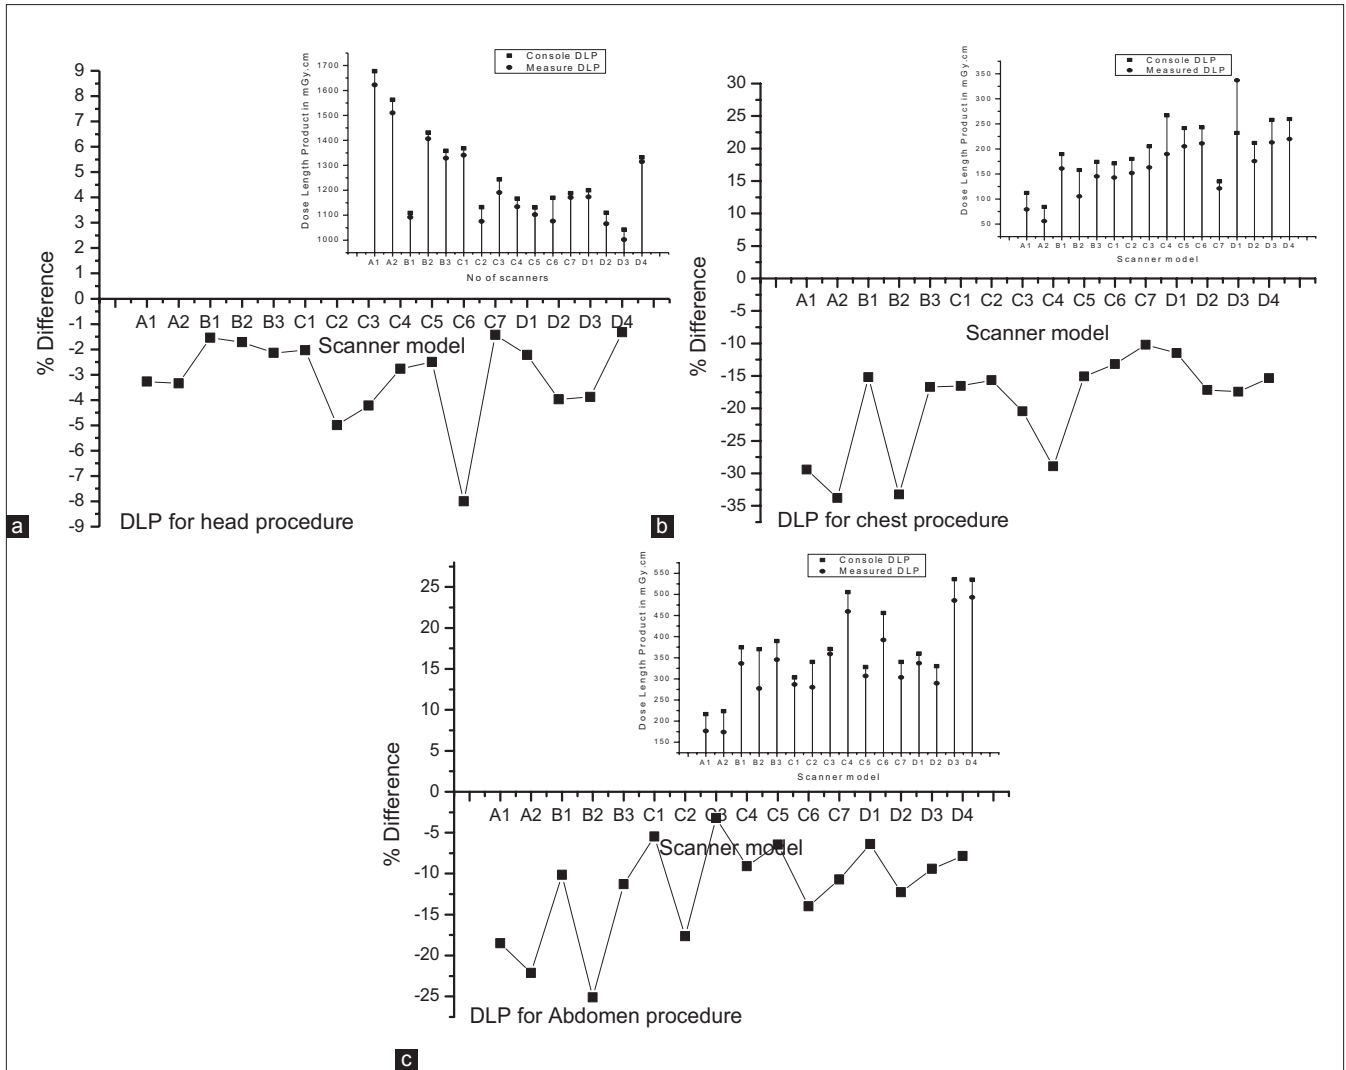 Console DLP
Measure DLP
Dose Length Product in mGy.cm
1700
1600
1500
1400
1300
1200
1100
1000
A1 A2 B1 B2 B3 C1 C2 C3 C4 C5 C6 C7 D1 D2 D3 D4
No of scanners
% Difference
9
8
7
6
5
4
3
2
1
0
-1
-2
-3
-4
-5
-6
-7
-8
-9
A1 A2 B1 B2 B3 C1 C2 C3 C4 C5 C6 C7 D1 D2 D3 D4
Scanner model
DLP for head procedure
a
Console DLP
Measured DLP
Dose Length Product in mGy.cm
350
300
250
200
150
100
50
A1 A2 B1 B2 B3 C1 C2 C3 C4 C5 C6 C7 D1 D2 D3 D4
Scanner model
% Difference
30
25
20
15
10
5
0
-5
-10
-15
-20
-25
-30
-35
A1 A2 B1 B2 B3 C1 C2 C3 C4 C5 C6 C7 D1 D2 D3 D4
Scanner model
DLP for chest procedure
b
Console DLP
Measured DLP
Dose Length Product in mGy.cm
550
500
450
400
350
300
250
200
150
A1 A2 B1 B2 B3 C1 C2 C3 C4 C5 C6 C7 D1 D2 D3 D4
Scanner model
% Difference
25
20
15
10
5
0
-5
-10
-15
-20
-25
A1 A2 B1 B2 B3 C1 C2 C3 C4 C5 C6 C7 D1 D2 D3 D4
Scanner model
DLP for Abdomen procedure
c